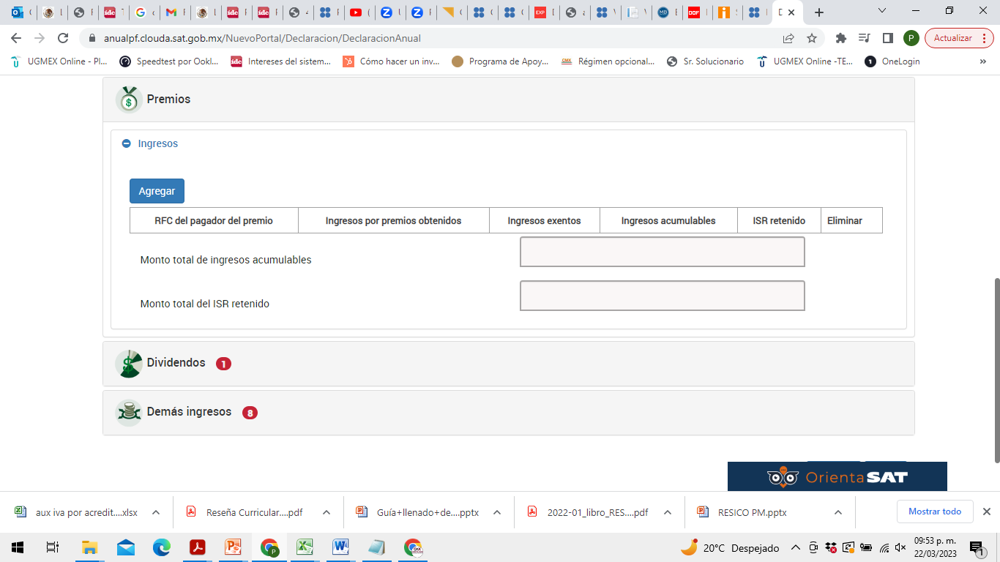 anualpf.clouda.sat.gob.mx/NuevoPortal/Declaracion/DeclaracionAnual
P
Actualizar
UGMEX Online - Pl...
Speedtest por Ookl...
Intereses del sistem...
Cómo hacer un inv...
Programa de Apoy...
Régimen opcional...
Sr. Solucionario
UGMEX Online -TE...
OneLogin
»
Premios
Ingresos
Agregar
RFC del pagador del premio Ingresos por premios obtenidos Ingresos exentos Ingresos acumulables ISR retenido Eliminar
Monto total de ingresos acumulables
Monto total del ISR retenido
Dividendos 1
Demás ingresos 8
OrientaSAT
aux iva por acredit....xlsx
Reseña Curricular....pdf
Guía+llenado+de....pptx
2022-01_libro_RES....pdf
RESICO PM.pptx
Mostrar todo
20°C Despejado
09:53 p. m.
22/03/2023
1